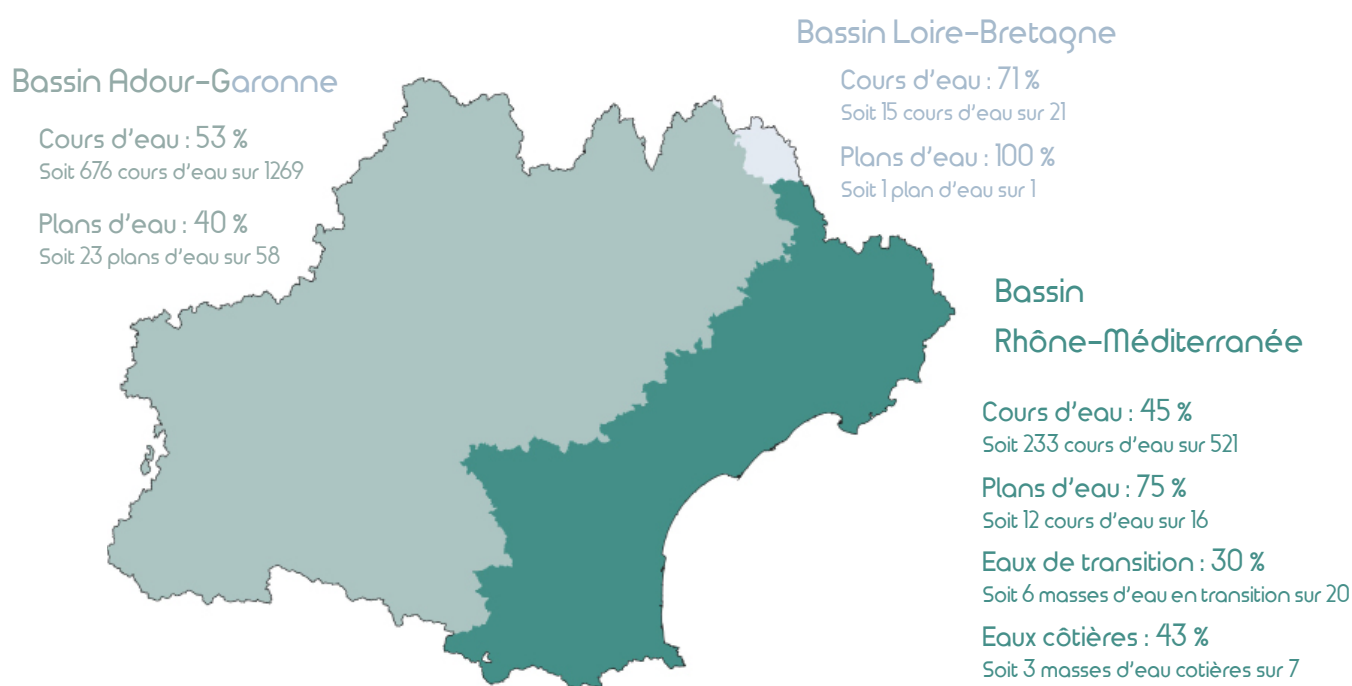 Bassin Loire-Bretagne
Cours d'eau : 71 %
Soit 15 cours d'eau sur 21
Plans d'eau : 100 %
Soit 1 plan d'eau sur 1
Bassin Adour-Garonne
Cours d'eau : 53 %
Soit 676 cours d'eau sur 1269
Plans d'eau : 40 %
Soit 23 plans d'eau sur 58
Bassin
Rhône-Méditerranée
Cours d'eau : 45 %
Soit 233 cours d'eau sur 521
Plans d'eau : 75 %
Soit 12 cours d'eau sur 16
Eaux de transition : 30 %
Soit 6 masses d'eau en transition sur 20
Eaux côtières : 43 %
Soit 3 masses d'eau cotières sur 7